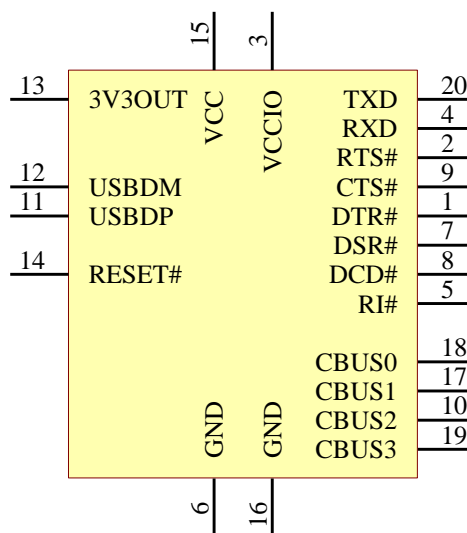 15 3
13 3V3OUT VCC VCCIO TXD 20
RXD 4
RTS# 2
12 USBDM CTS# 9
11 USBDP DTR# 1
DSR# 7
14 RESET# DCD# 8
RI# 5
CBUS0 18
CBUS1 17
GND GND CBUS2 10
CBUS3 19
6 16